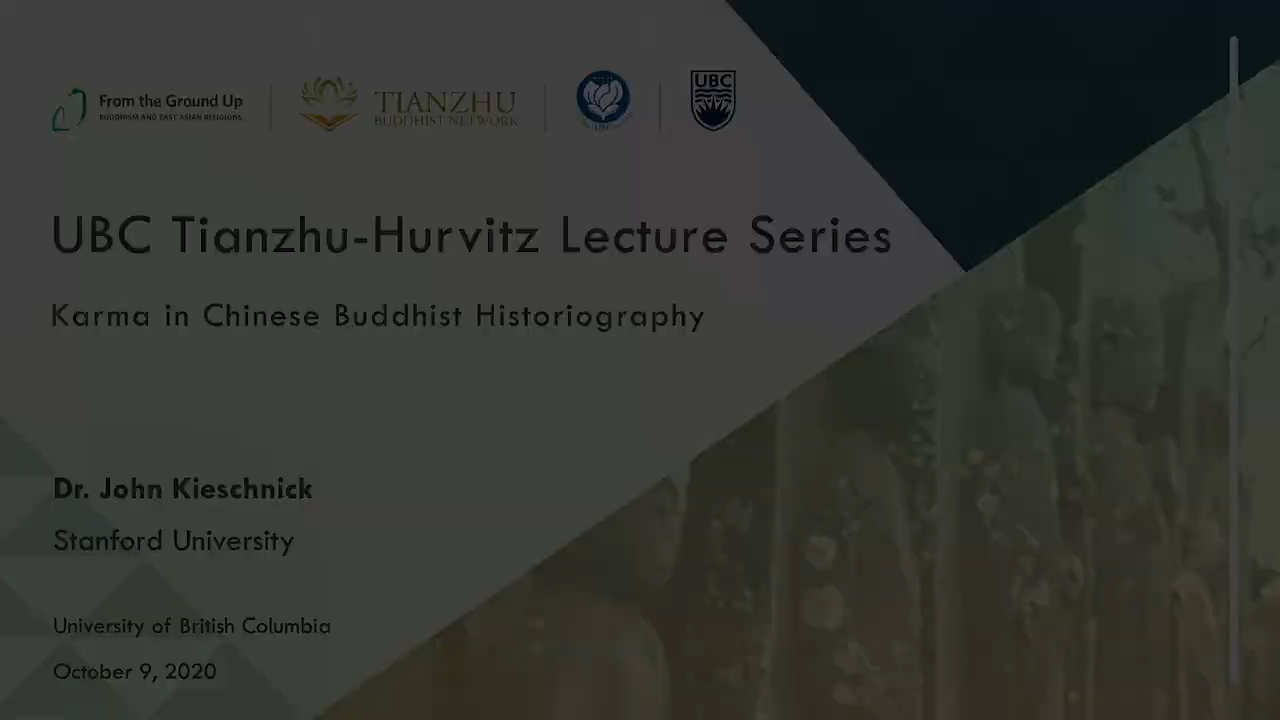 From the Ground Up
BUDDHISM AND EAST ASIAN RELIGIONS
TIANZHU
BUDDHIST NETWORK
UBC
UBC Tianzhu-Hurvitz Lecture Series
Karma in Chinese Buddhist Historiography
Dr. John Kieschnick
Stanford University
University of British Columbia
October 9, 2020